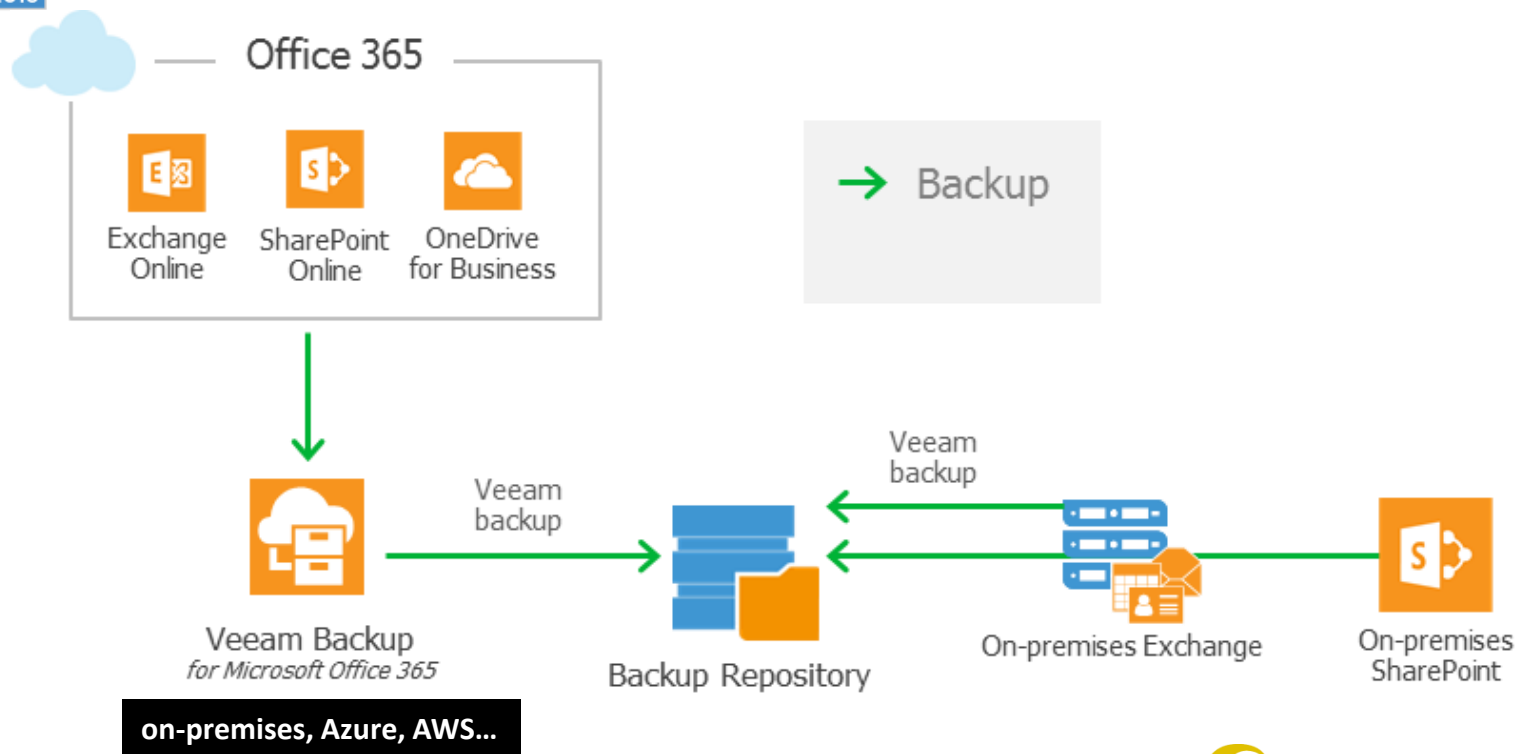 Office 365
E
S
Exchange
Online
SharePoint
Online
OneDrive
for Business
Backup
Veeam
backup
Veeam
backup
S
Veeam Backup
for Microsoft Office 365
Backup Repository
On-premises Exchange
On-premises
SharePoint
on-premises, Azure, AWS...